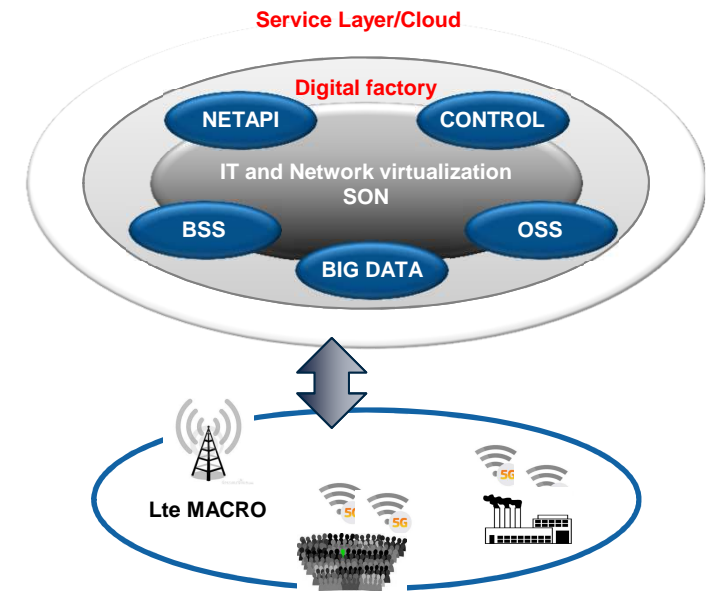 Service Layer/Cloud
Digital factory
NETAPI
CONTROL
IT and Network virtualization
SON
BSS
OSS
BIG DATA
5G
Lte MACRO
5G
5G